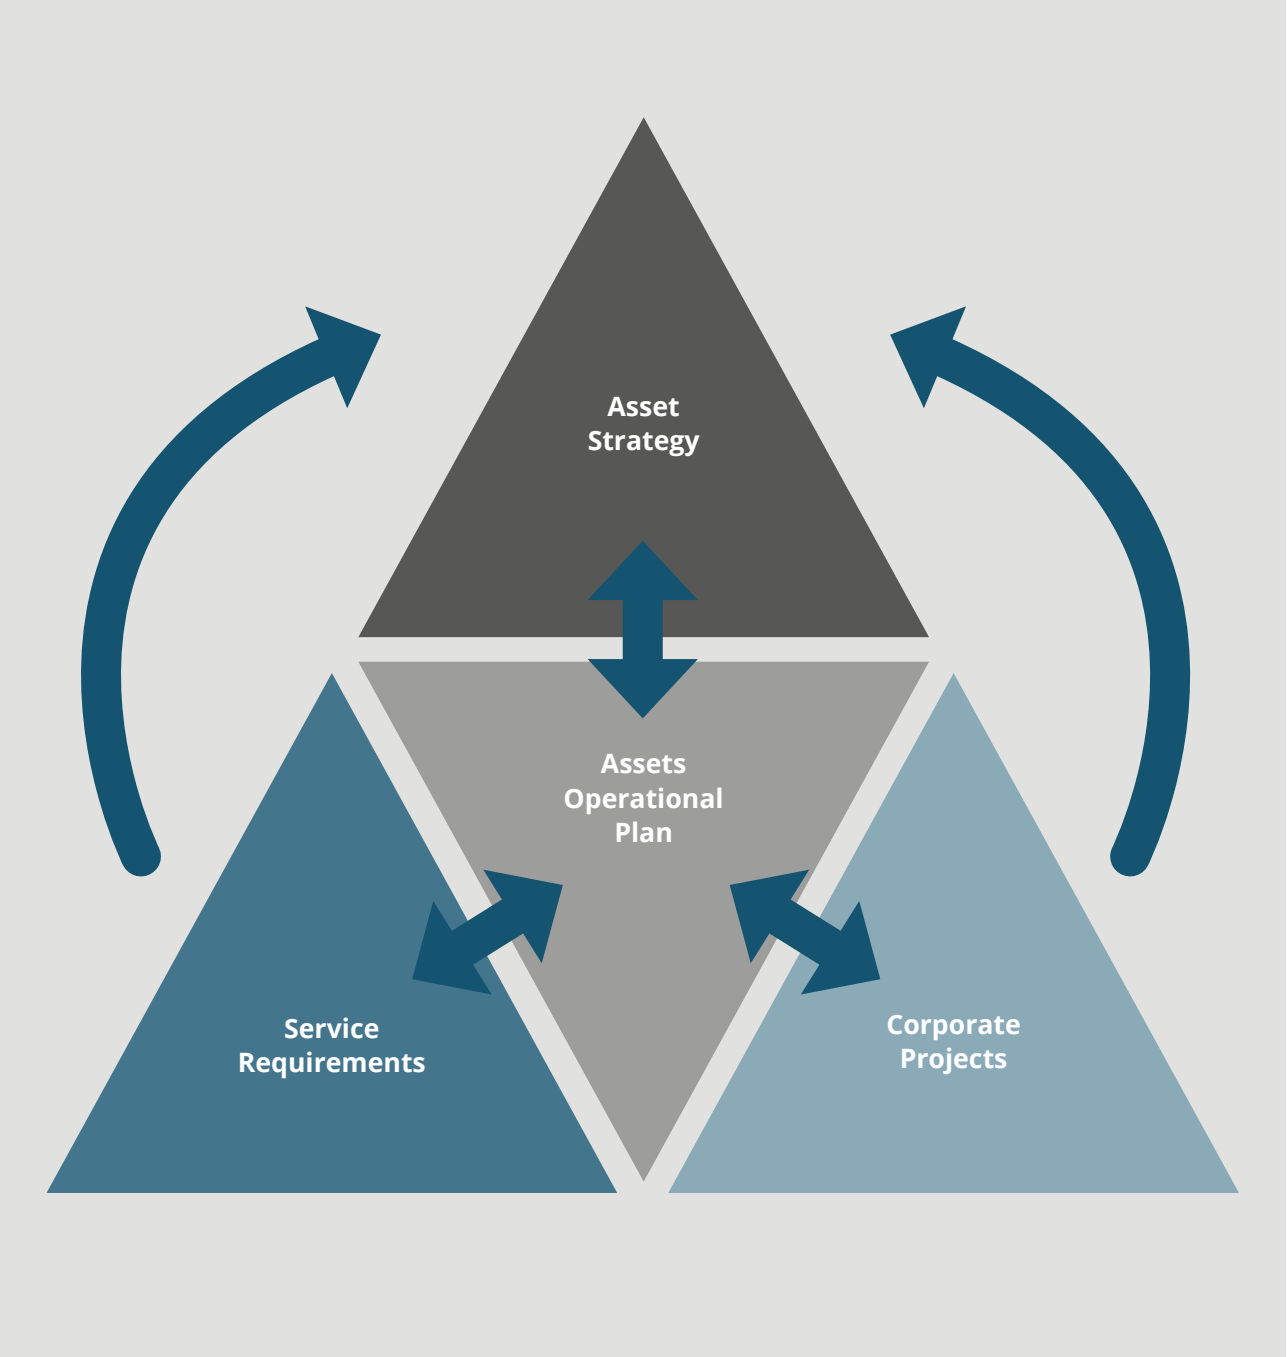 Asset
Strategy
Assets
Operational
Plan
Service
Requirements
Corporate
Projects